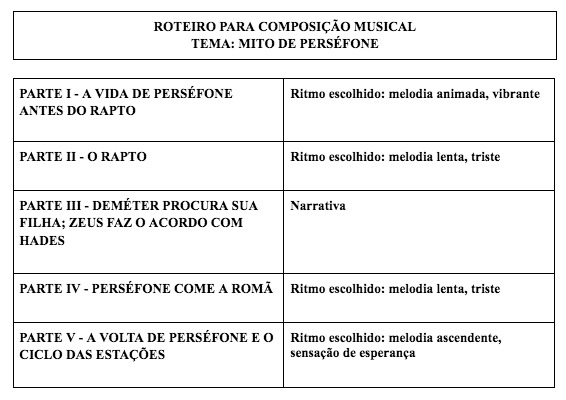 ROTEIRO PARA COMPOSIÇÃO MUSICAL
TEMA: MITO DE PERSÉFONE
PARTE I - A VIDA DE PERSÉFONE
ANTES DO RAPTO
Ritmo escolhido: melodia animada, vibrante
PARTE II - O RAPTO
Ritmo escolhido: melodia lenta, triste
PARTE III - DEMÉTER PROCURA SUA
FILHA; ZEUS FAZ O ACORDO COM
HADES
Narrativa
PARTE IV - PERSÉFONE COME A ROMÃ
Ritmo escolhido: melodia lenta, triste
PARTE V - A VOLTA DE PERSÉFONE E O
CICLO DAS ESTAÇÕES
Ritmo escolhido: melodia ascendente,
sensação de esperança